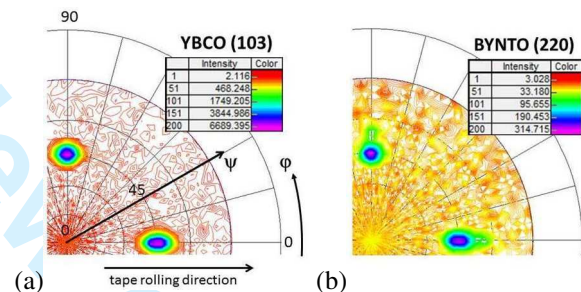 90
YBCO (103)
Intensity Color
1 2.116
51 468.248
101 1749.205
151 3844.986
200 6689.395
ψ
φ
45
0
0
(a)
tape rolling direction
BYNTO (220)
Intensity Color
1 3.028
51 33.180
101 95.655
151 190.453
200 314.715
(b)